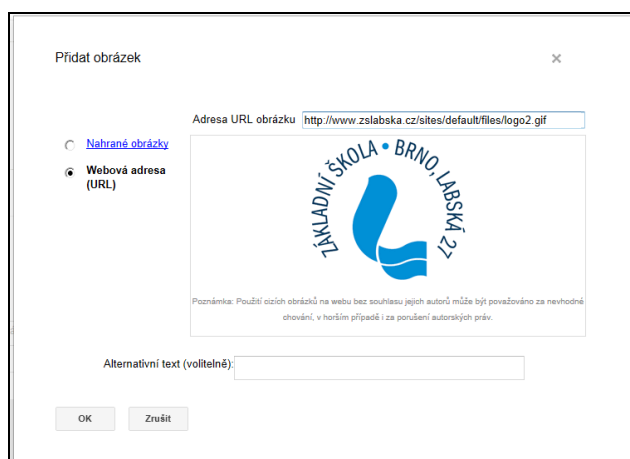 Přidat obrázek
Adresa URL obrázku http://www.zslabska.cz/sites/default/files/logo2.gif
Nahrané obrázky
Webová adresa
(URL)
ZÁKLADNÍ ŠKOLA • BRNO, LABSKÁ 27
Poznámka: Použití cizích obrázků na webu bez souhlasu jejich autorů může být považováno za nevhodné
chování, v horším případě i za porušení autorských práv.
Alternativní text (volitelně):
OK Zrušit